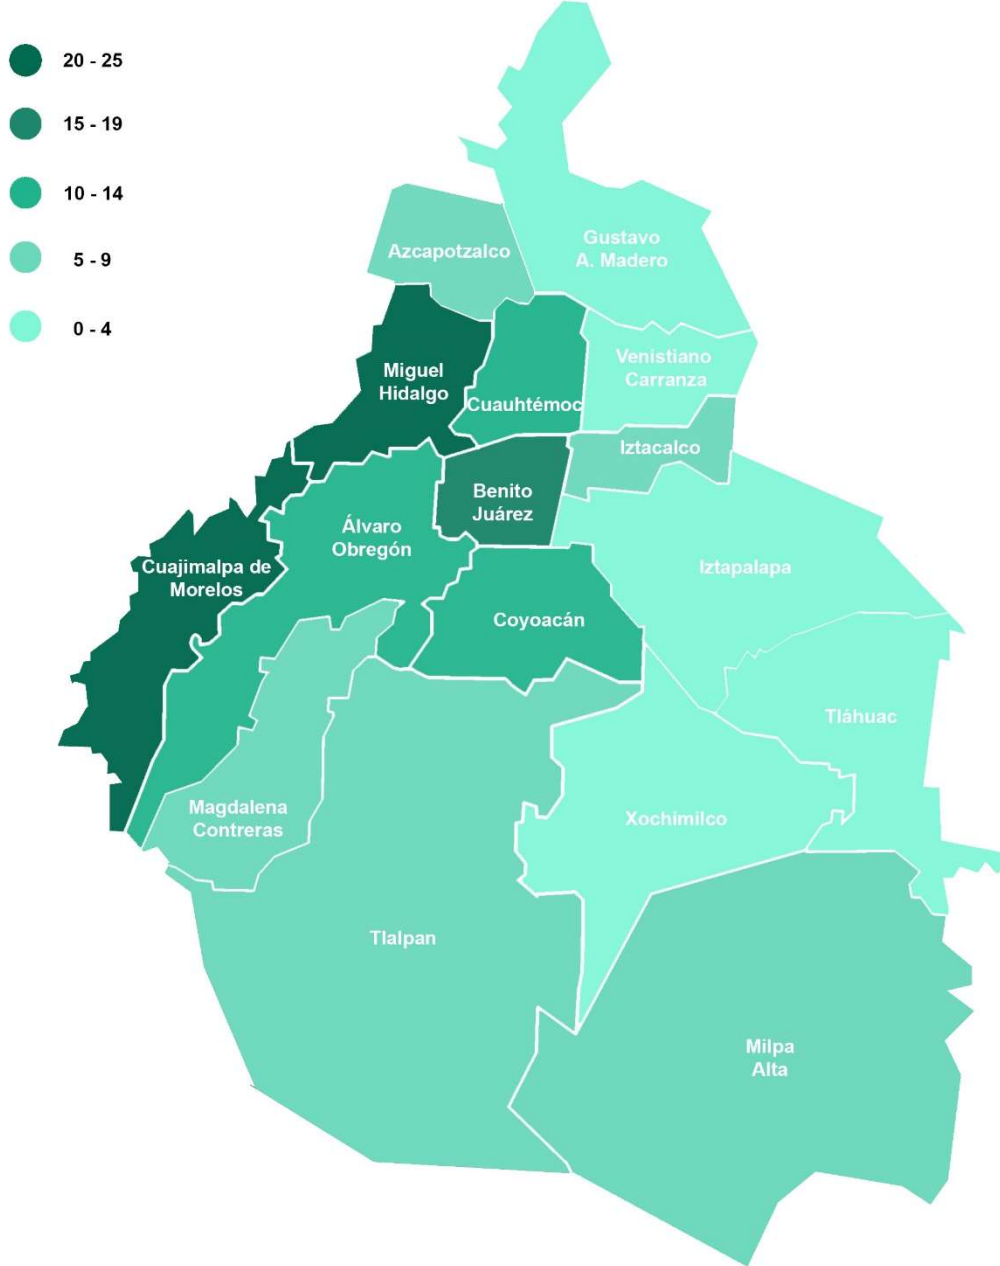 20 - 25
15 - 19
10 - 14
5 - 9
0 - 4
Gustavo
A. Madero
Azcapotzalco
Miguel
Hidalgo
Cuauhtémoc
Venistiano
Carranza
Iztacalco
Benito
Juárez
Álvaro
Obregón
Cuajimalpa de
Morelos
Iztapalapa
Coyoacán
Tláhuac
Magdalena
Contreras
Xochimilco
Tlalpan
Milpa
Alta